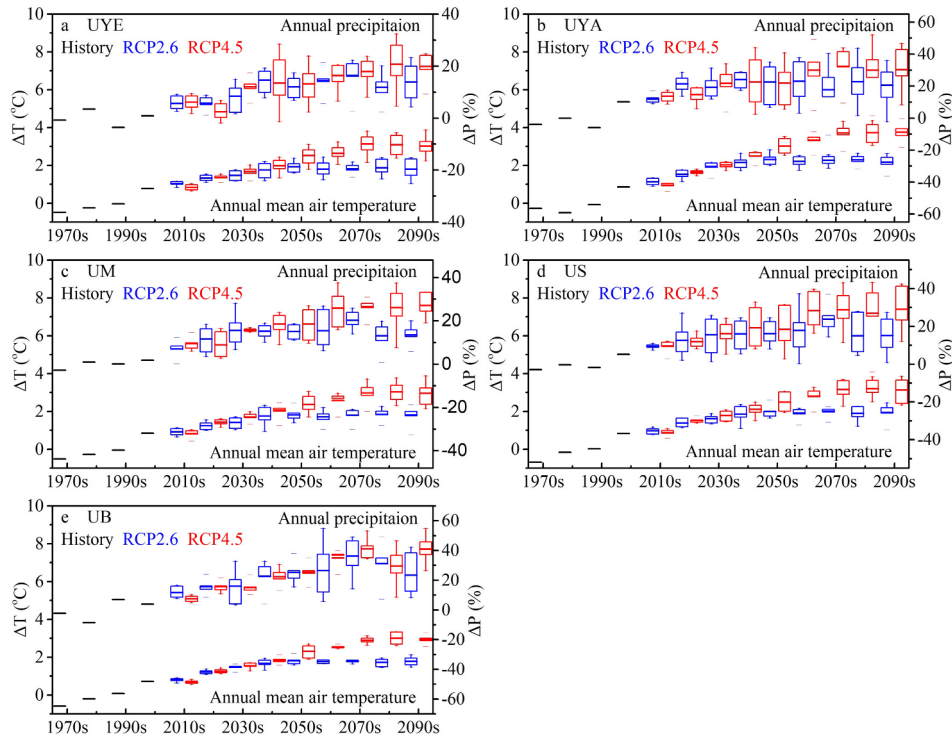 a UYE
Annual precipitaion
History RCP2.6 RCP4.5
Annual mean air temperature
ΔT (°C)
10
8
6
4
2
0
ΔP (%)
40
20
0
-20
-40
1970s 1990s 2010s 2030s 2050s 2070s 2090s
b UYA
Annual precipitaion
History RCP2.6 RCP4.5
Annual mean air temperature
ΔT (°C)
10
8
6
4
2
0
ΔP (%)
60
40
20
0
-20
-40
-60
1970s 1990s 2010s 2030s 2050s 2070s 2090s
c UM
Annual precipitaion
History RCP2.6 RCP4.5
Annual mean air temperature
ΔT (°C)
10
8
6
4
2
0
ΔP (%)
40
20
0
-20
-40
1970s 1990s 2010s 2030s 2050s 2070s 2090s
d US
Annual precipitaion
History RCP2.6 RCP4.5
Annual mean air temperature
ΔT (°C)
10
8
6
4
2
0
ΔP (%)
40
20
0
-20
-40
1970s 1990s 2010s 2030s 2050s 2070s 2090s
e UB
Annual precipitaion
History RCP2.6 RCP4.5
Annual mean air temperature
ΔT (°C)
10
8
6
4
2
0
ΔP (%)
60
40
20
0
-20
-40
-60
1970s 1990s 2010s 2030s 2050s 2070s 2090s